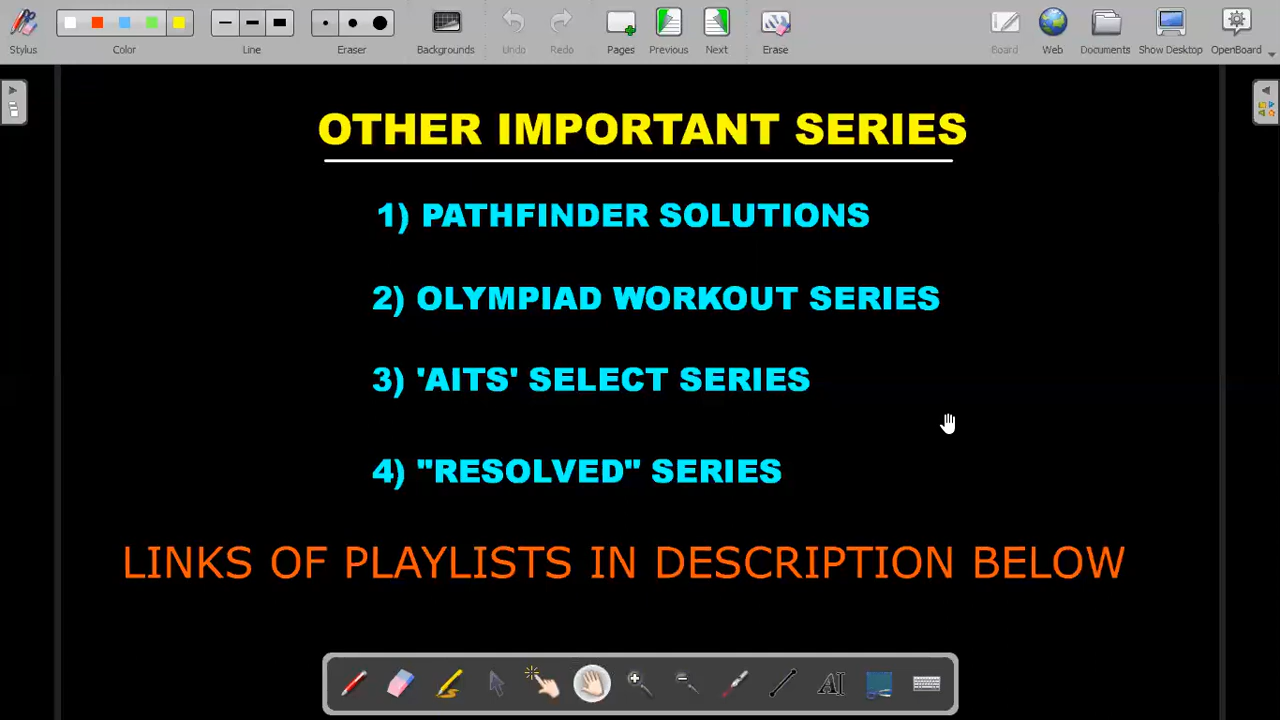 Stylus Color Line Eraser Backgrounds Undo Redo Pages Previous Next Erase Board Web Documents Show Desktop OpenBoard
OTHER IMPORTANT SERIES
1) PATHFINDER SOLUTIONS
2) OLYMPIAD WORKOUT SERIES
3) 'AITS' SELECT SERIES
4) "RESOLVED" SERIES
LINKS OF PLAYLISTS IN DESCRIPTION BELOW
AI